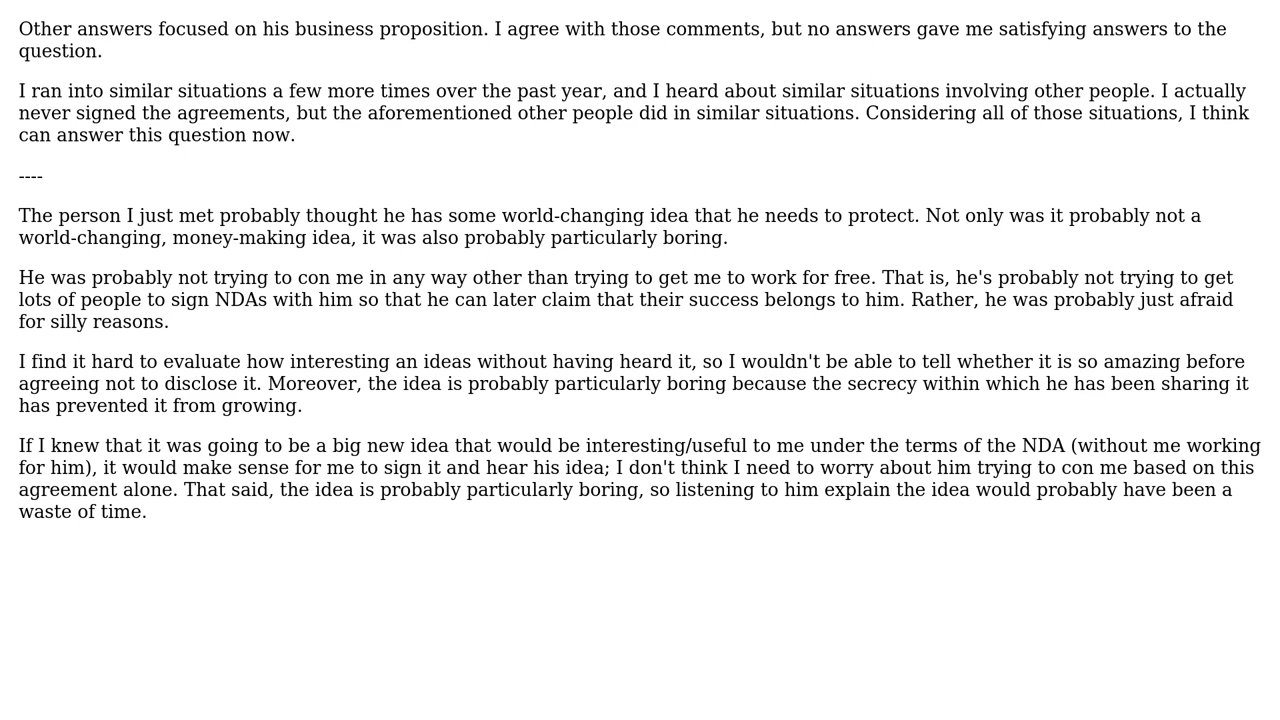 Other answers focused on his business proposition. I agree with those comments, but no answers gave me satisfying answers to the
question.
I ran into similar situations a few more times over the past year, and I heard about similar situations involving other people. I actually
never signed the agreements, but the aforementioned other people did in similar situations. Considering all of those situations, I think
can answer this question now.
----
The person I just met probably thought he has some world-changing idea that he needs to protect. Not only was it probably not a
world-changing, money-making idea, it was also probably particularly boring.
He was probably not trying to con me in any way other than trying to get me to work for free. That is, he's probably not trying to get
lots of people to sign NDAs with him so that he can later claim that their success belongs to him. Rather, he was probably just afraid
for silly reasons.
I find it hard to evaluate how interesting an ideas without having heard it, so I wouldn't be able to tell whether it is so amazing before
agreeing not to disclose it. Moreover, the idea is probably particularly boring because the secrecy within which he has been sharing it
has prevented it from growing.
If I knew that it was going to be a big new idea that would be interesting/useful to me under the terms of the NDA (without me working
for him), it would make sense for me to sign it and hear his idea; I don't think I need to worry about him trying to con me based on this
agreement alone. That said, the idea is probably particularly boring, so listening to him explain the idea would probably have been a
waste of time.